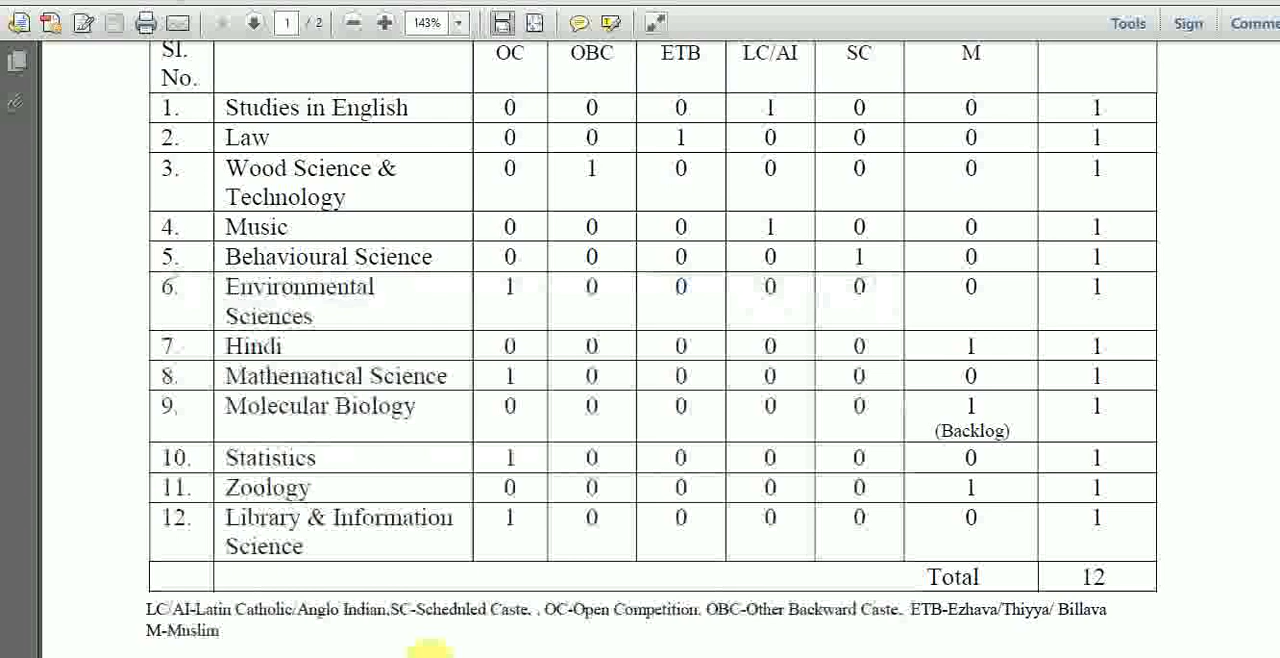 1 / 2 143% Tools Sign Comme
Sl. No. OC OBC ETB LC/AI SC M
1. Studies in English 0 0 0 1 0 0 1
2. Law 0 0 1 0 0 0 1
3. Wood Science & Technology 0 1 0 0 0 0 1
4. Music 0 0 0 1 0 0 1
5. Behavioural Science 0 0 0 0 1 0 1
6. Environmental Sciences 1 0 0 0 0 0 1
7. Hindi 0 0 0 0 0 1 1
8. Mathematical Science 1 0 0 0 0 0 1
9. Molecular Biology 0 0 0 0 0 1 (Backlog) 1
10. Statistics 1 0 0 0 0 0 1
11. Zoology 0 0 0 0 0 1 1
12. Library & Information Science 1 0 0 0 0 0 1
Total 12
LC/AI-Latin Catholic/Anglo Indian,SC-Scheduled Caste, , OC-Open Competition, OBC-Other Backward Caste, ETB-Ezhava/Thiyya/ Billava
M-Muslim